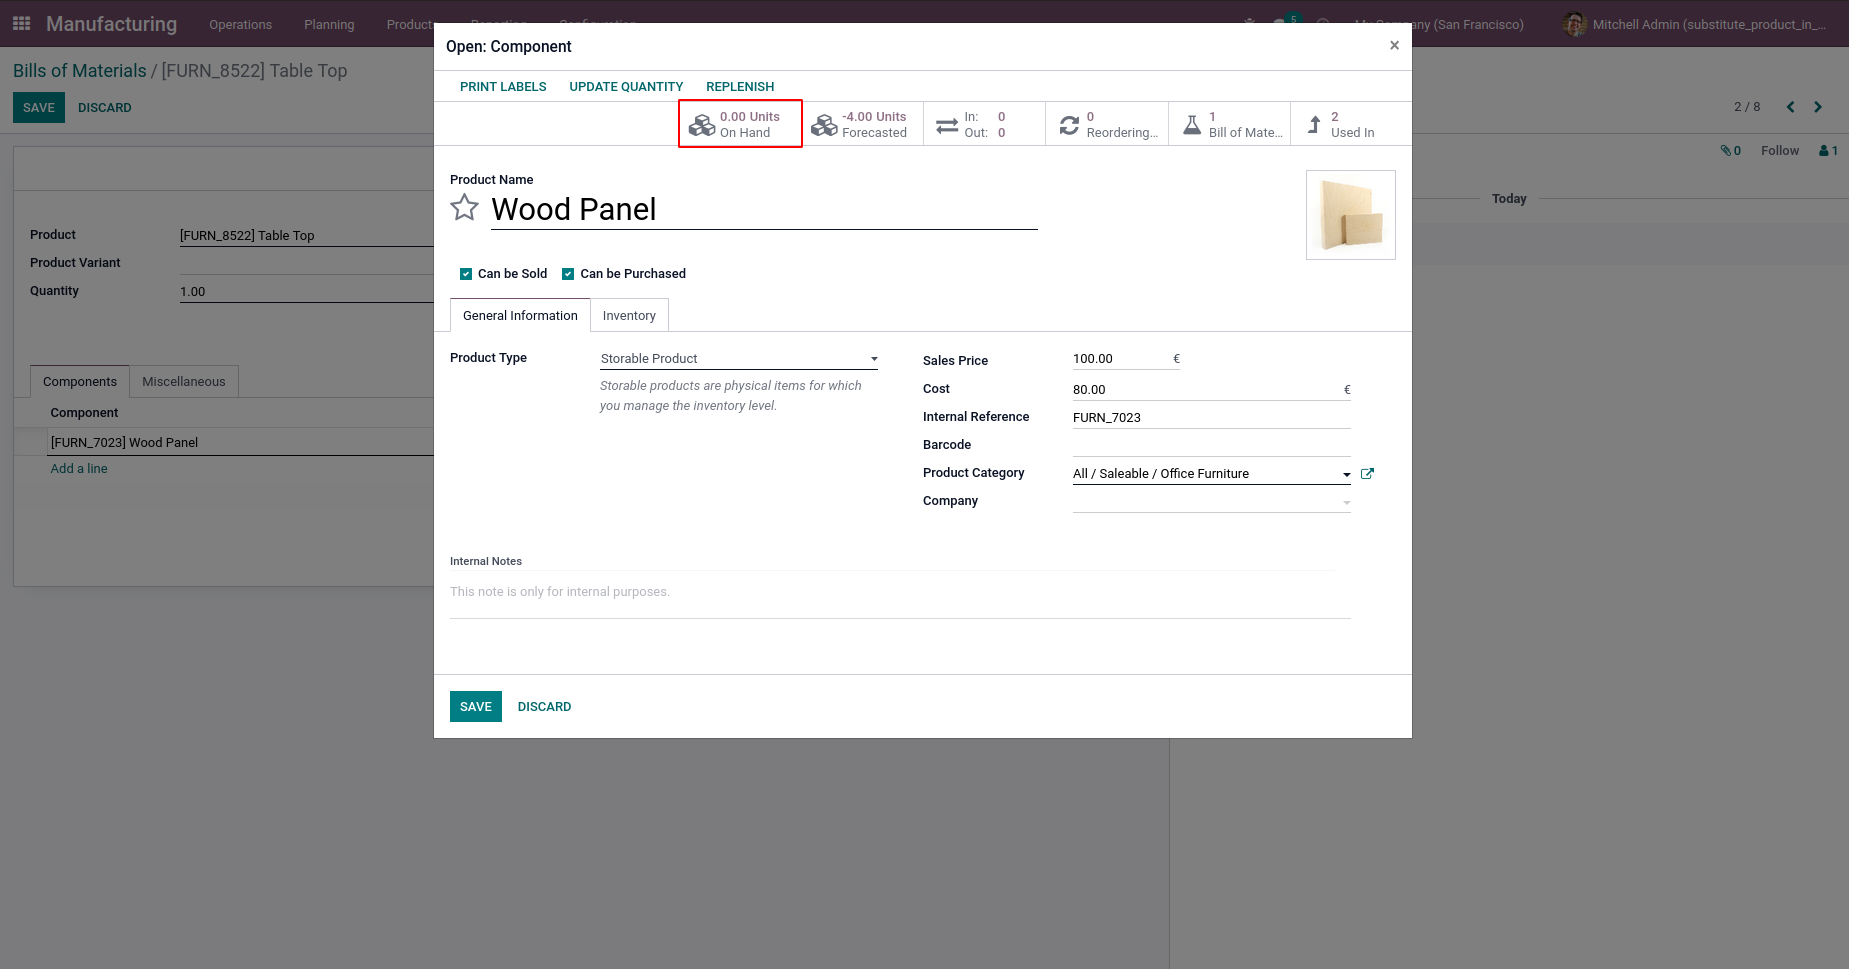 Manufacturing Operations Planning Product Reporting Configuration 5 My Company (San Francisco) Mitchell Admin (substitute_product_in_...
Bills of Materials / [FURN_8522] Table Top
SAVE DISCARD
2 / 8
0 Follow 1
Today
Product [FURN_8522] Table Top
Product Variant
Quantity 1.00
Components Miscellaneous
Component
[FURN_7023] Wood Panel
Add a line
Open: Component ×
PRINT LABELS UPDATE QUANTITY REPLENISH
0.00 Units
On Hand
-4.00 Units
Forecasted
In: 0
Out: 0
0
Reordering...
1
Bill of Mate...
2
Used In
Product Name
Wood Panel
Can be Sold Can be Purchased
General Information Inventory
Product Type Storable Product
Storable products are physical items for which
you manage the inventory level.
Sales Price 100.00 €
Cost 80.00 €
Internal Reference FURN_7023
Barcode
Product Category All / Saleable / Office Furniture
Company
Internal Notes
This note is only for internal purposes.
SAVE DISCARD